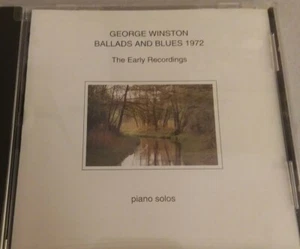 GEORGE WINSTON
BALLADS AND BLUES 1972
The Early Recordings
piano solos